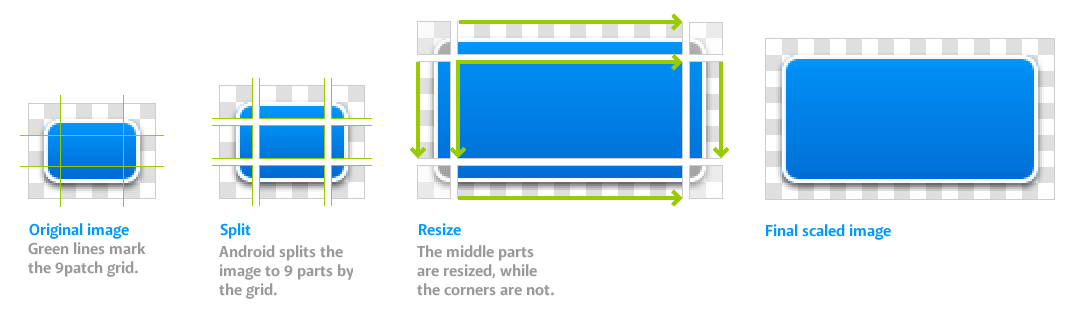 Original image
Green lines mark
the 9patch grid.
Split
Android splits the
image to 9 parts by
the grid.
Resize
The middle parts
are resized, while
the corners are not.
Final scaled image